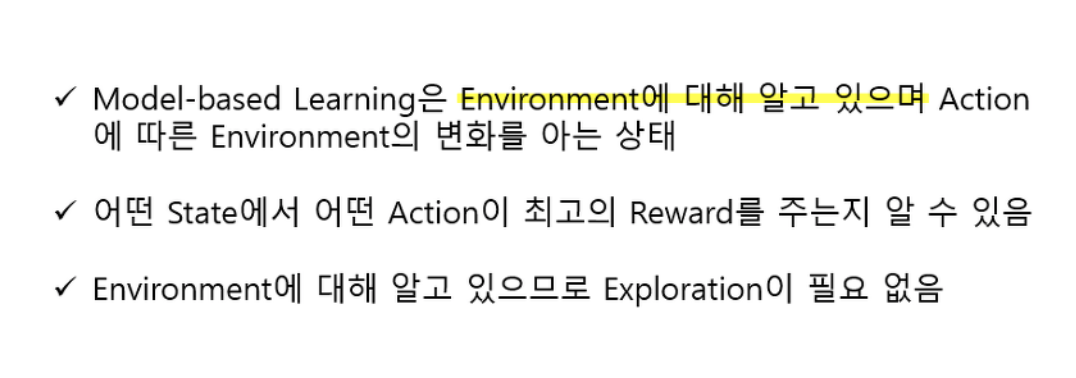 ✓ Model-based Learning은 Environment에 대해 알고 있으며 Action
에 따른 Environment의 변화를 아는 상태
✓ 어떤 State에서 어떤 Action이 최고의 Reward를 주는지 알 수 있음
✓ Environment에 대해 알고 있으므로 Exploration이 필요 없음